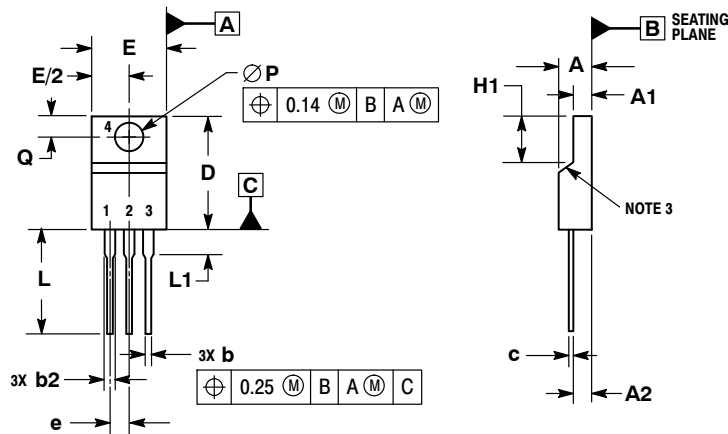 A
E
E/2
∅ P
⌖ 0.14 Ⓜ B A Ⓜ
4
Q
D
C
1 2 3
L
L1
3X b
3X b2
⌖ 0.25 Ⓜ B A Ⓜ C
e
B SEATING
PLANE
A
H1
A1
NOTE 3
c
A2